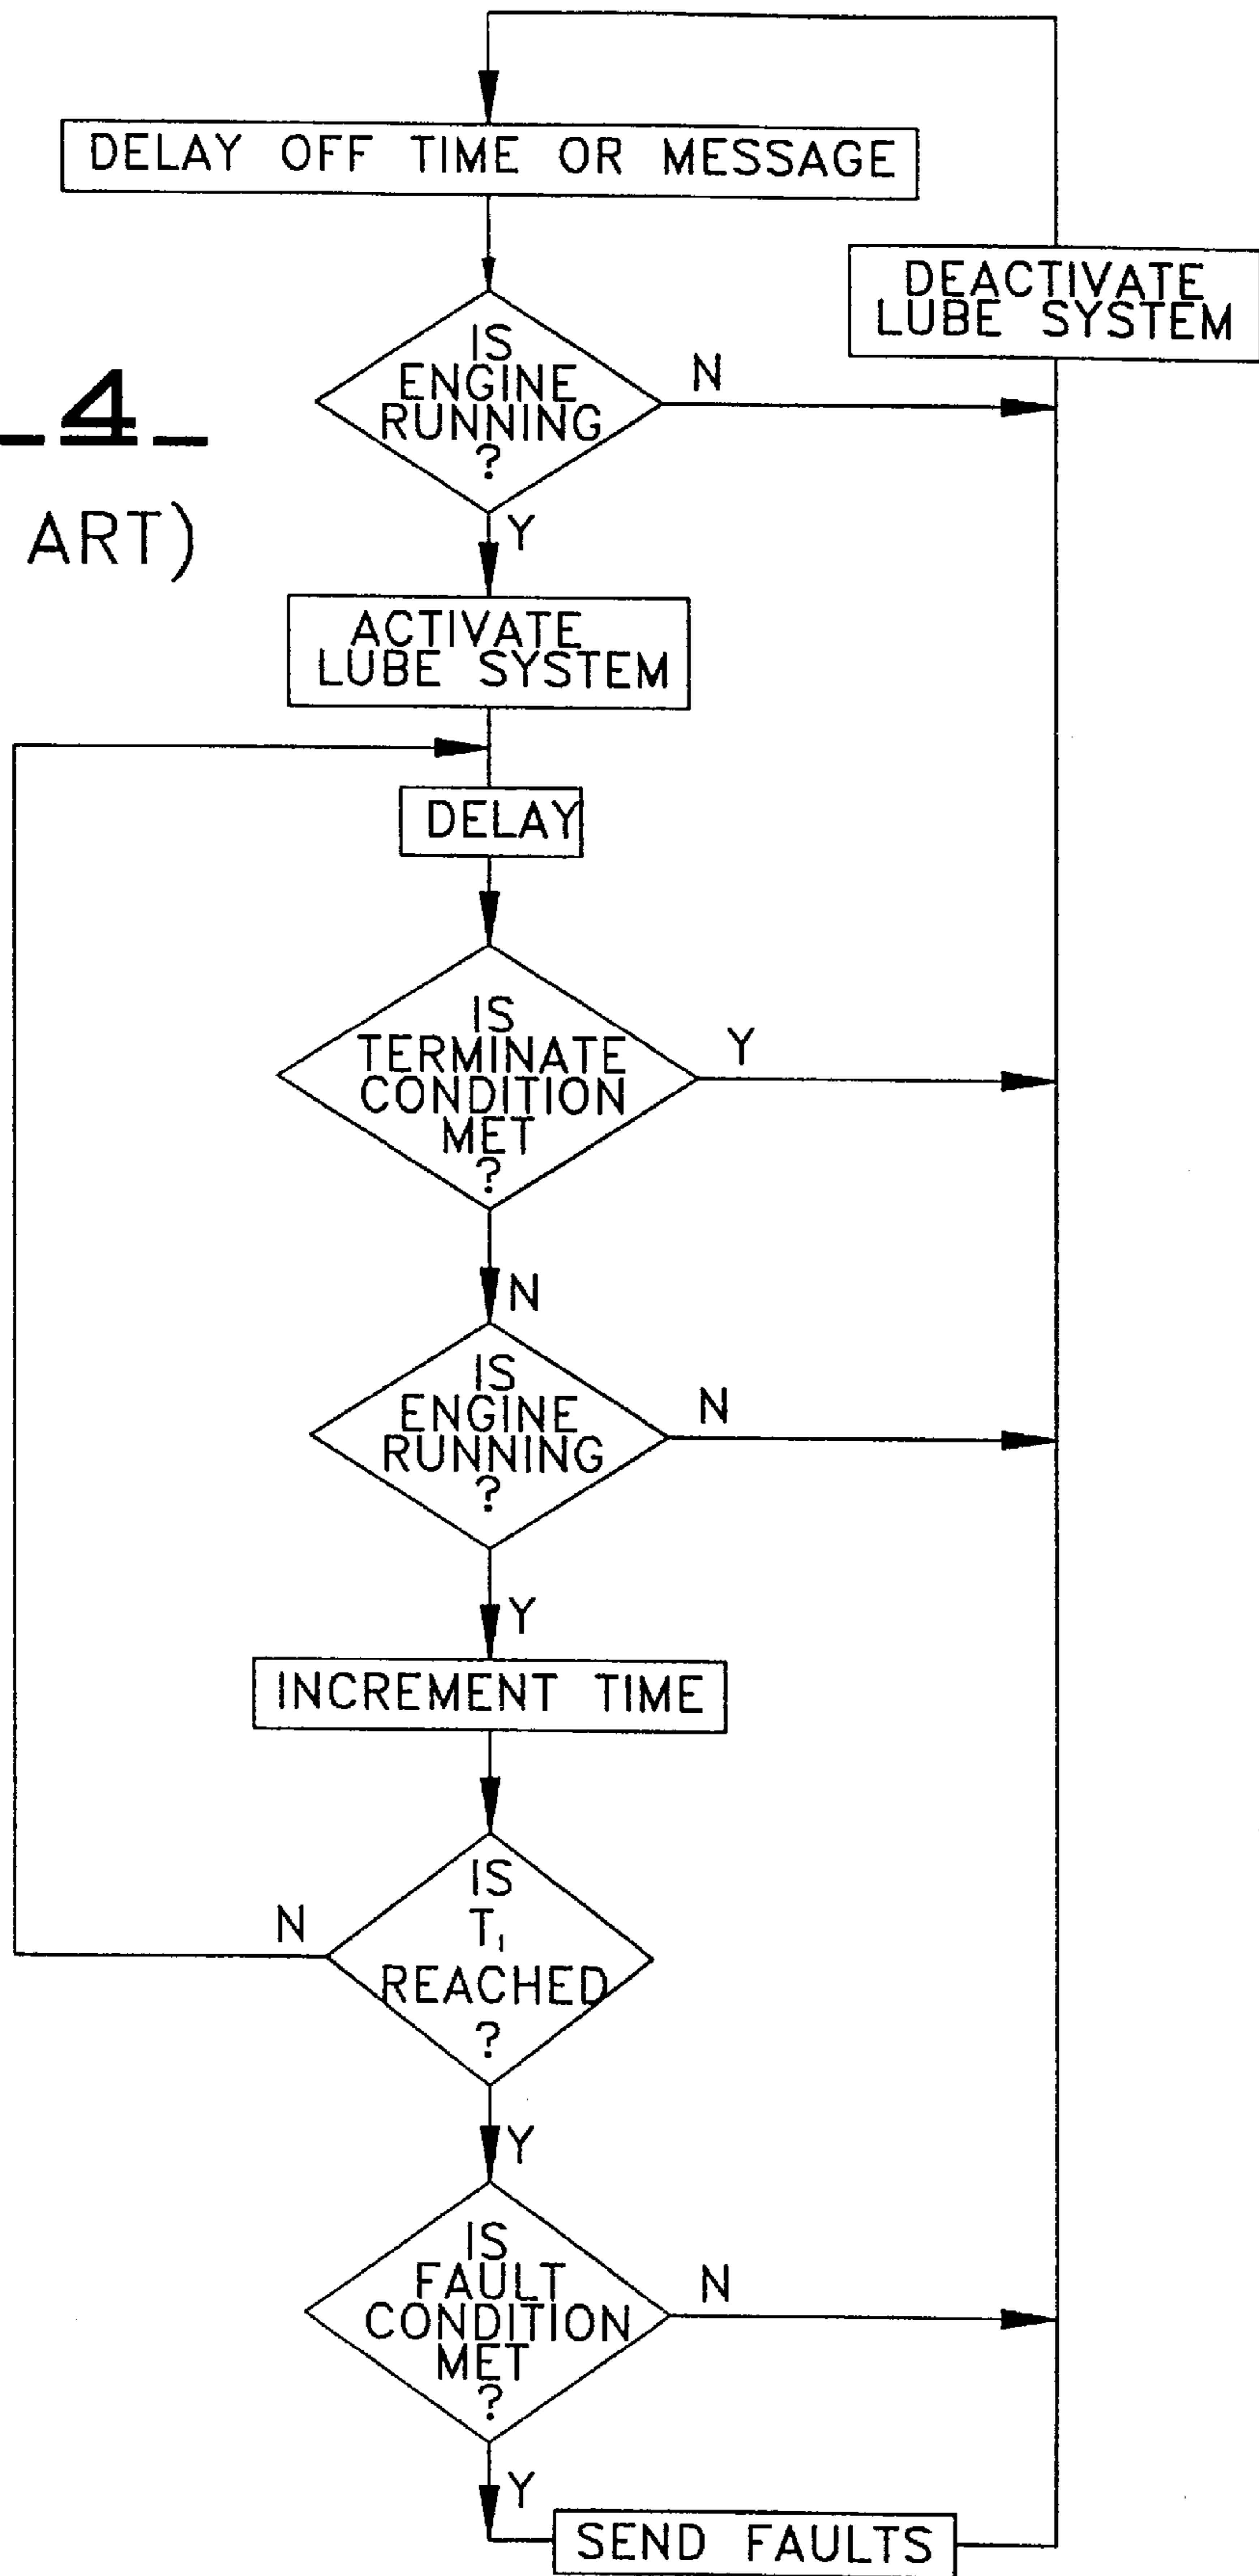 DELAY OFF TIME OR MESSAGE
DEACTIVATE
LUBE SYSTEM
IS
ENGINE
RUNNING
?
N
4
ART)
Y
ACTIVATE
LUBE SYSTEM
DELAY
IS
TERMINATE
CONDITION
MET
?
Y
N
IS
ENGINE
RUNNING
?
N
Y
INCREMENT TIME
IS
T₁
REACHED
?
N
Y
IS
FAULT
CONDITION
MET
?
N
Y
SEND FAULTS